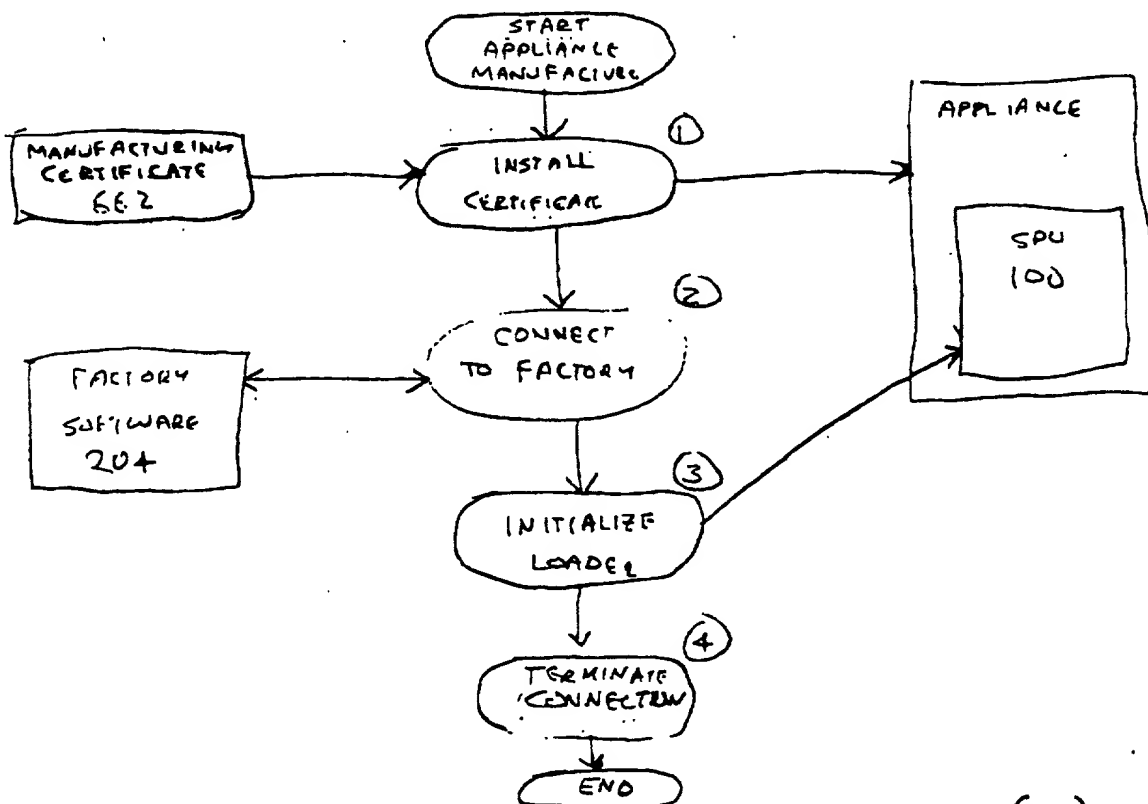 START
APPLIANCE
MANUFACTURE
APPLIANCE
①
MANUFACTURING
CERTIFICATE
662
INSTALL
CERTIFICATE
SPU
100
②
CONNECT
TO FACTORY
FACTORY
SOFTWARE
204
③
INITIALIZE
LOADER
④
TERMINATE
CONNECTION
END